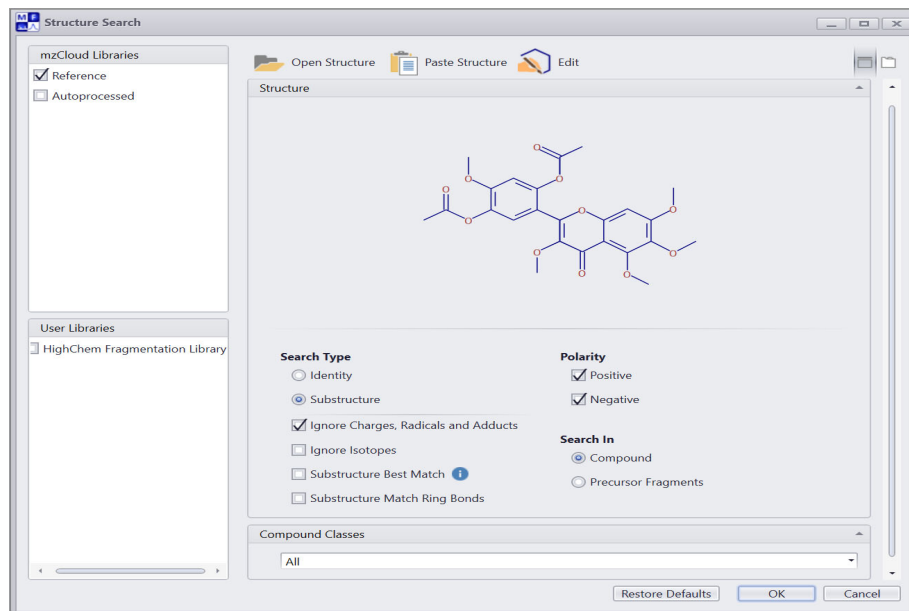 Structure Search
mzCloud Libraries
Reference
Autoprocessed
User Libraries
HighChem Fragmentation Library
Open Structure Paste Structure Edit
Structure
O
O
O
O
O
O
O
O
O
O
O
Search Type
Identity
Substructure
Ignore Charges, Radicals and Adducts
Ignore Isotopes
Substructure Best Match
Substructure Match Ring Bonds
Polarity
Positive
Negative
Search In
Compound
Precursor Fragments
Compound Classes
All
Restore Defaults OK Cancel